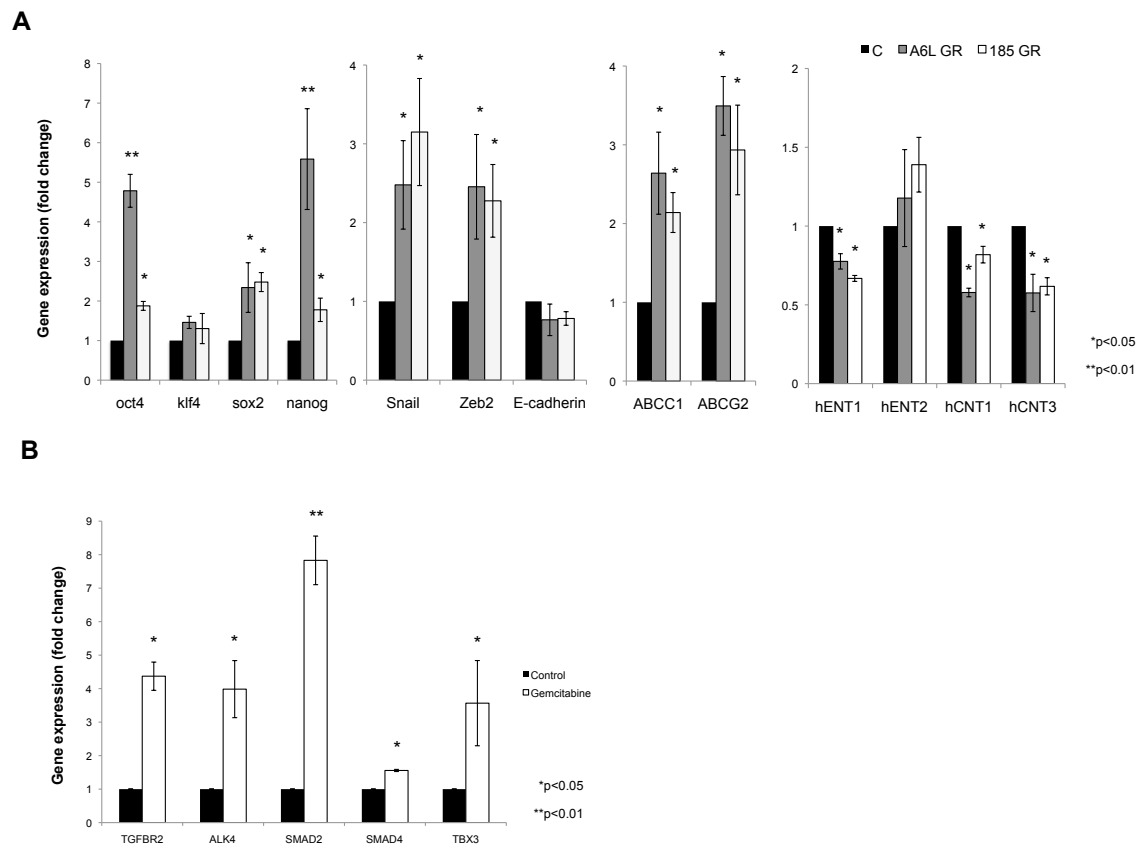 A
C A6L GR 185 GR
Gene expression (fold change)
8
7
6
5
4
3
2
1
0
** * * * ** *
oct4 klf4 sox2 nanog
4
3
2
1
0
* * * *
Snail Zeb2 E-cadherin
4
3
2
1
0
* * * *
ABCC1 ABCG2
2
1.5
1
0.5
0
* * * * * *
hENT1 hENT2 hCNT1 hCNT3
*p<0.05
**p<0.01
B
Gene expression (fold change)
9
8
7
6
5
4
3
2
1
0
* * ** * *
TGFBR2 ALK4 SMAD2 SMAD4 TBX3
Control
Gemcitabine
*p<0.05
**p<0.01